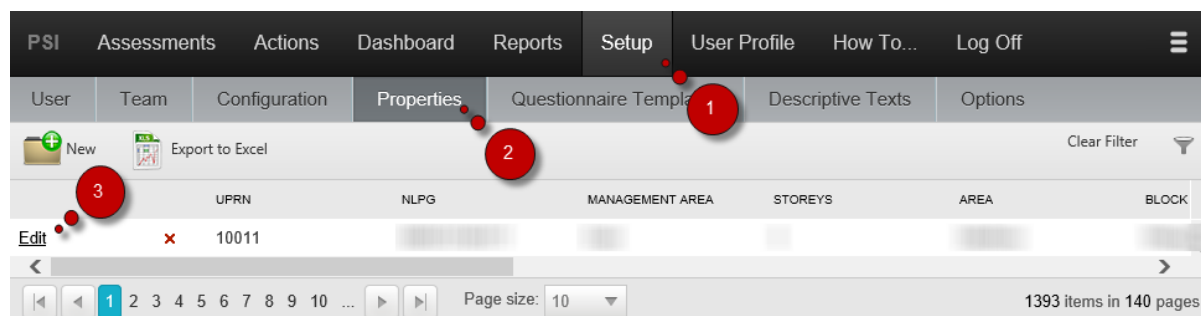 PSI Assessments Actions Dashboard Reports Setup User Profile How To... Log Off
User Team Configuration Properties Questionnaire Templa Descriptive Texts Options
1
New Export to Excel Clear Filter
XLS
2
3
UPRN NLPG MANAGEMENT AREA STOREYS AREA BLOCK
Edit 10011
1 2 3 4 5 6 7 8 9 10 ... Page size: 10 1393 items in 140 pages